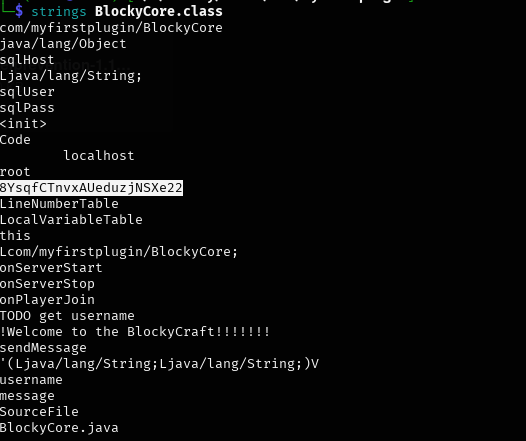 └─$ strings BlockyCore.class
com/myfirstplugin/BlockyCore
java/lang/Object
sqlHost
Ljava/lang/String;
sqlUser
sqlPass
<init>
Code
localhost
root
8YsqfCTnvxAUeduzjNSXe22
LineNumberTable
LocalVariableTable
this
Lcom/myfirstplugin/BlockyCore;
onServerStart
onServerStop
onPlayerJoin
TODO get username
!Welcome to the BlockyCraft!!!!!!!
sendMessage
'(Ljava/lang/String;Ljava/lang/String;)V
username
message
SourceFile
BlockyCore.java